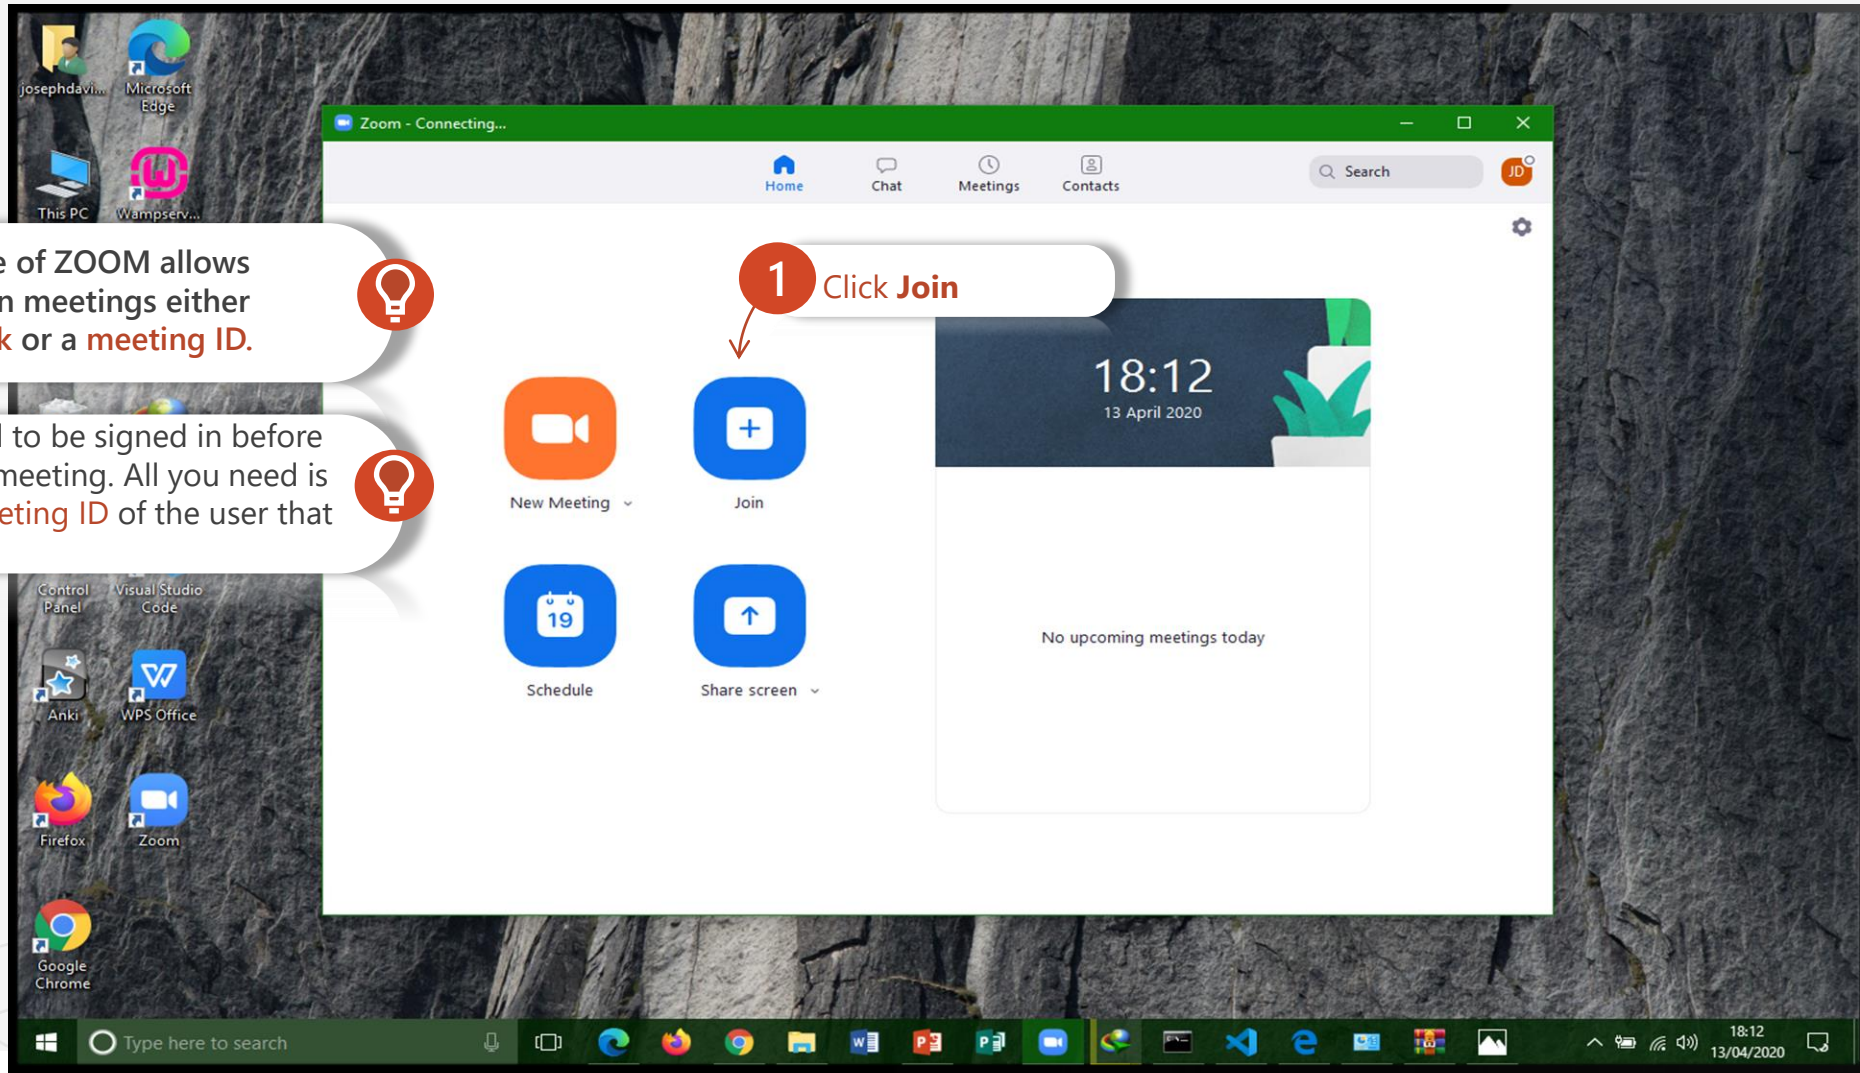 josephdavi...
Microsoft
Edge
This PC
Wampserv...
Zoom - Connecting...
Home
Chat
Meetings
Contacts
Search
JD
e of ZOOM allows
n meetings either
k or a meeting ID.
1 Click Join
18:12
13 April 2020
l to be signed in before
meeting. All you need is
eting ID of the user that
New Meeting
Join
19
Schedule
Share screen
No upcoming meetings today
Control
Panel
Visual Studio
Code
Anki
WPS Office
Firefox
Zoom
Google
Chrome
Type here to search
18:12
13/04/2020